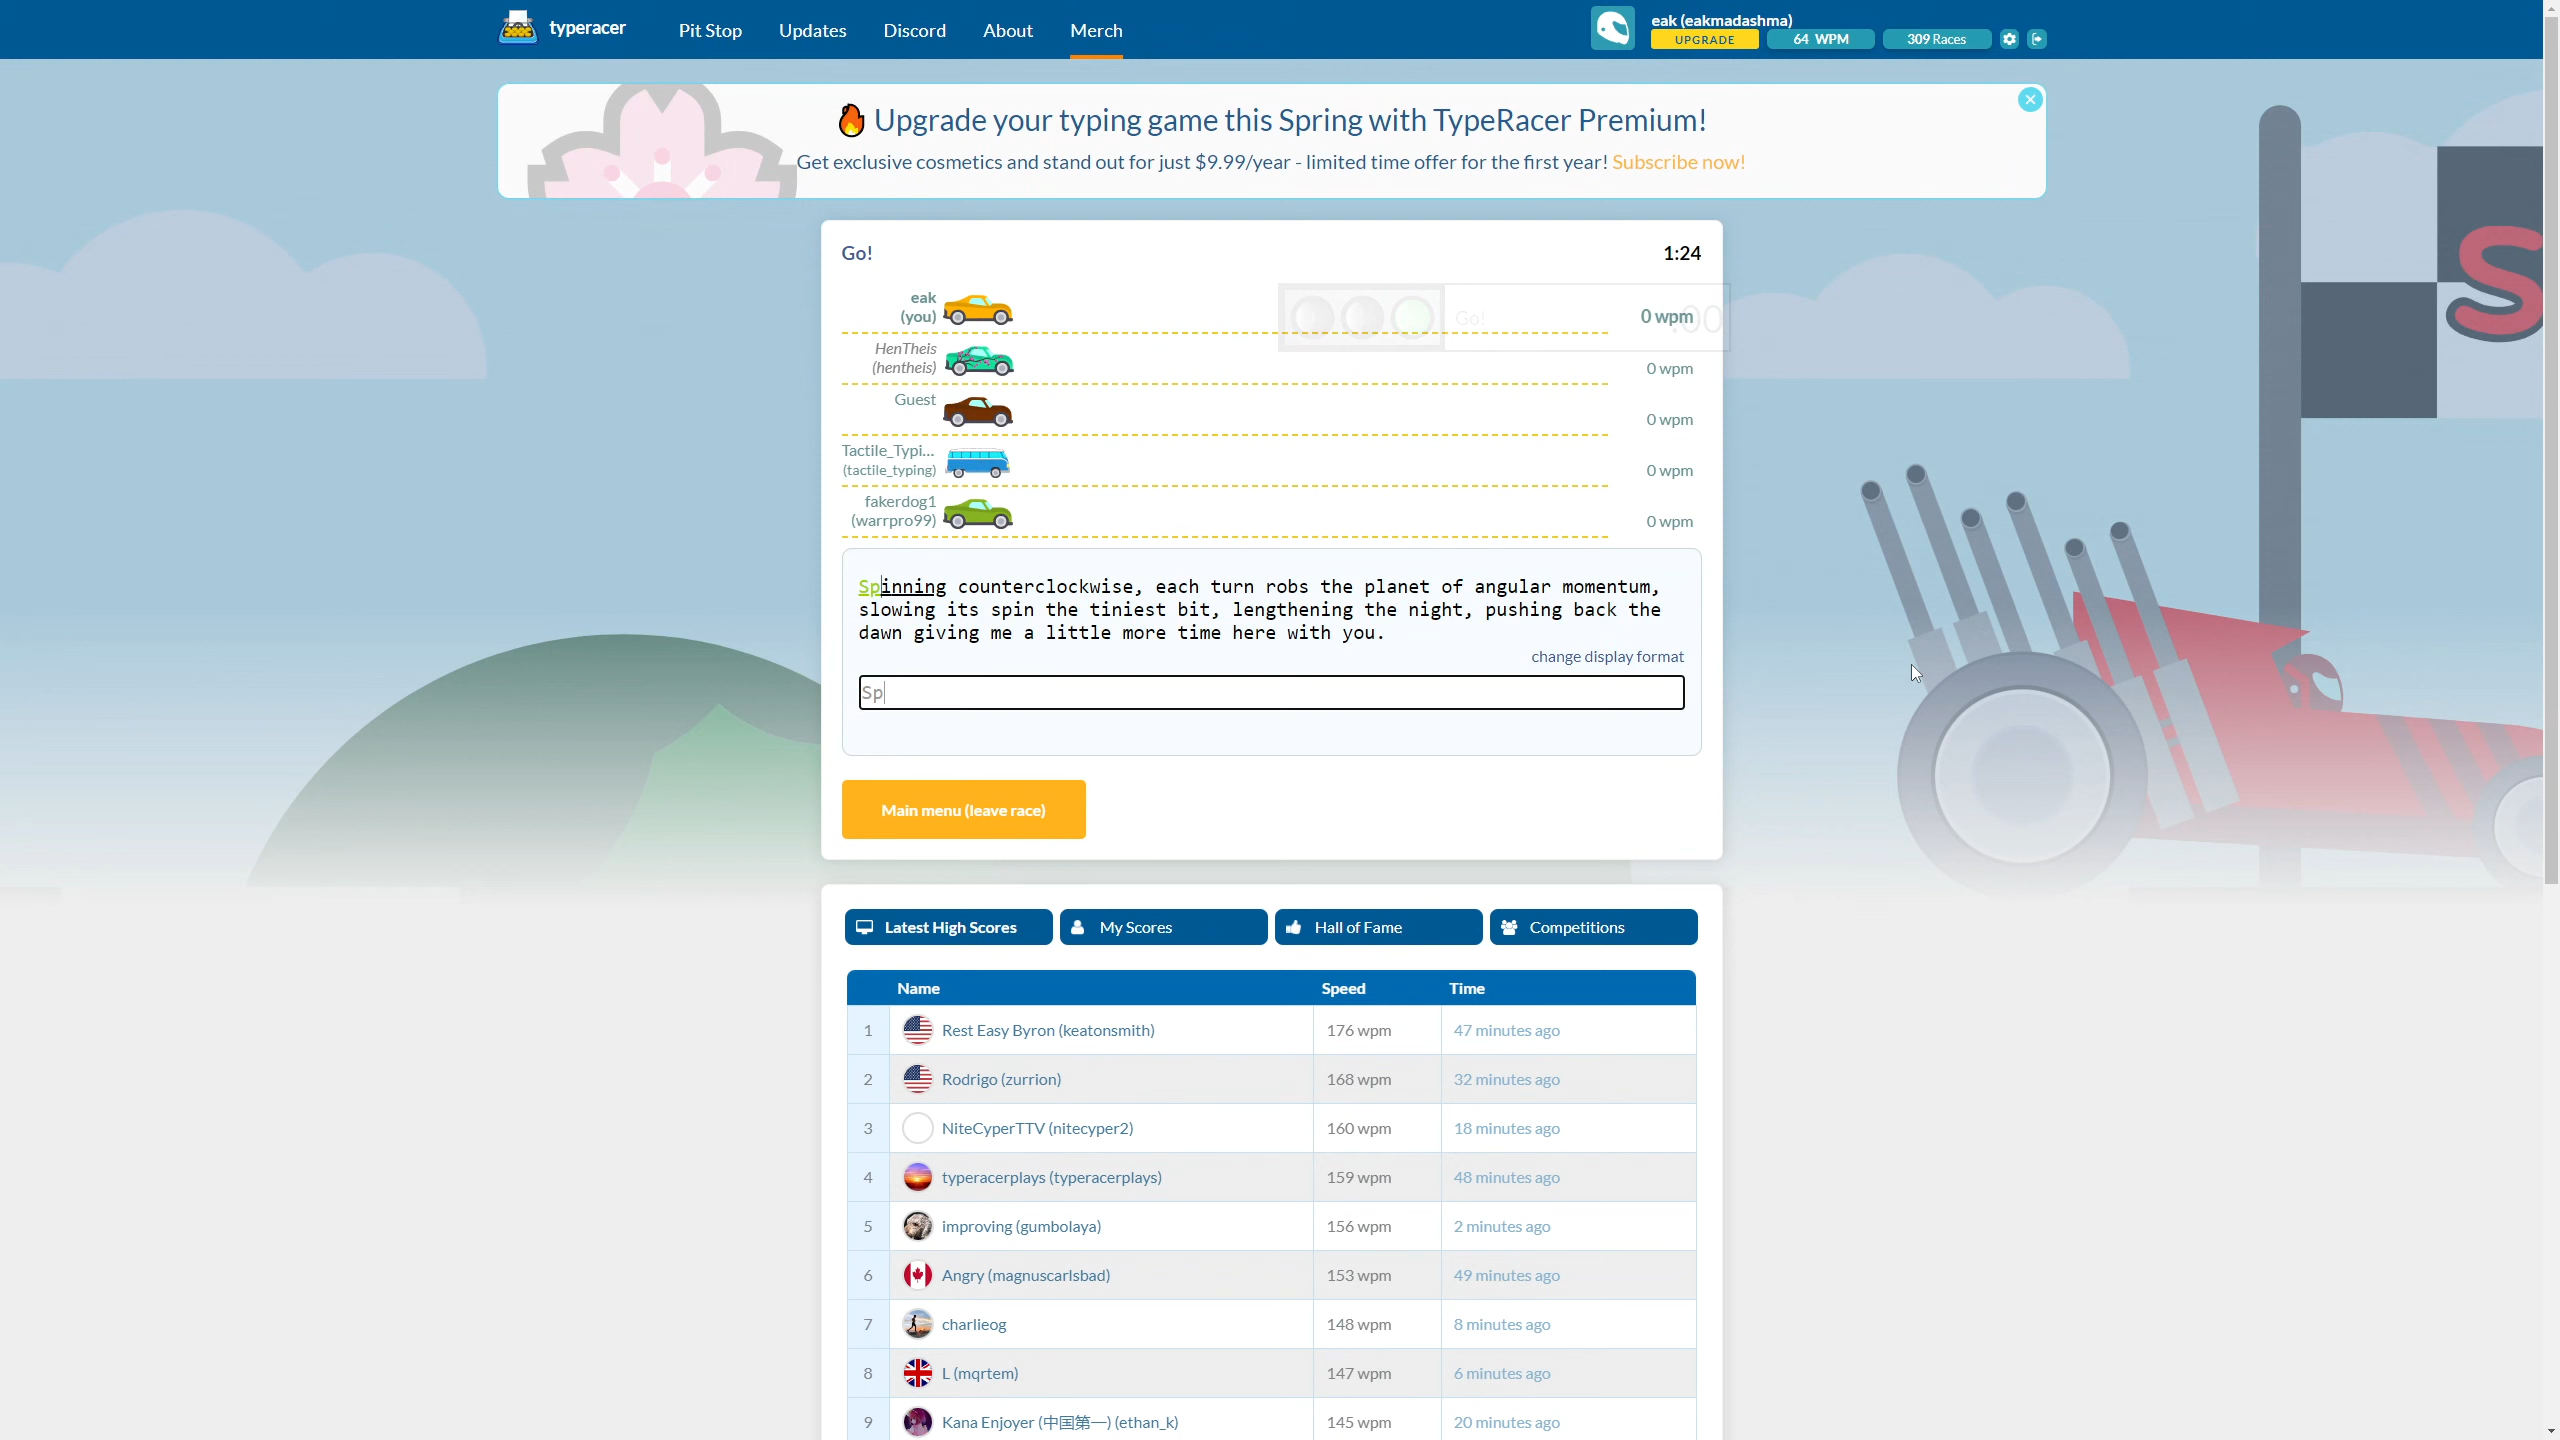 typeracer
Pit Stop
Updates
Discord
About
Merch
eak (eakmadashma)
UPGRADE
64 WPM
309 Races
Upgrade your typing game this Spring with TypeRacer Premium!
Get exclusive cosmetics and stand out for just $9.99/year - limited time offer for the first year! Subscribe now!
Go!
1:24
eak
(you)
Go!
:00
0 wpm
HenTheis
(hentheis)
0 wpm
Guest
0 wpm
Tactile_Typi...
(tactile_typing)
0 wpm
fakerdog1
(warrpro99)
0 wpm
S
Spinning counterclockwise, each turn robs the planet of angular momentum,
slowing its spin the tiniest bit, lengthening the night, pushing back the
dawn giving me a little more time here with you.
change display format
Sp
Main menu (leave race)
Latest High Scores
My Scores
Hall of Fame
Competitions
Name Speed Time
1 Rest Easy Byron (keatonsmith) 176 wpm 47 minutes ago
2 Rodrigo (zurrion) 168 wpm 32 minutes ago
3 NiteCyperTTV (nitecyper2) 160 wpm 18 minutes ago
4 typeracerplays (typeracerplays) 159 wpm 48 minutes ago
5 improving (gumbolaya) 156 wpm 2 minutes ago
6 Angry (magnuscarlsbad) 153 wpm 49 minutes ago
7 charlieog 148 wpm 8 minutes ago
8 L (mqrtem) 147 wpm 6 minutes ago
9 Kana Enjoyer (中国第一) (ethan_k) 145 wpm 20 minutes ago